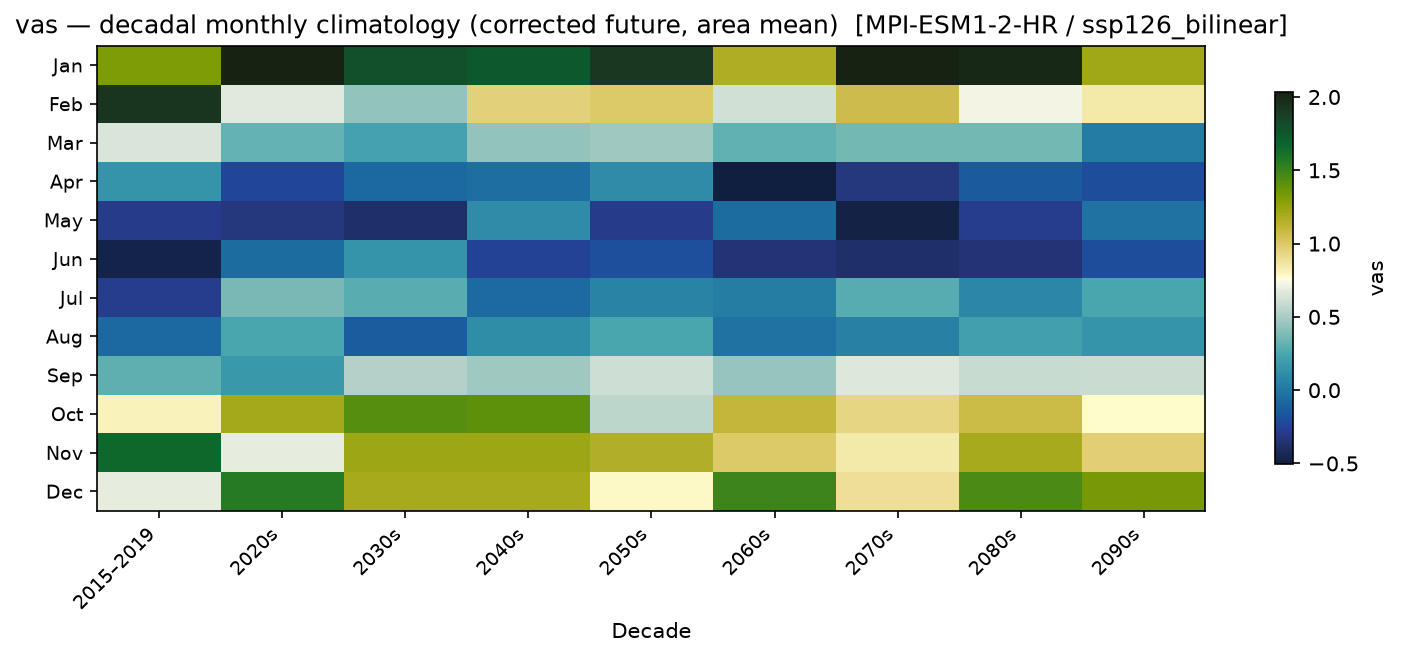 vas — decadal monthly climatology (corrected future, area mean)  [MPI-ESM1-2-HR / ssp126_bilinear]
Jan
Feb
Mar
Apr
May
Jun
Jul
Aug
Sep
Oct
Nov
Dec
2015–2019
2020s
2030s
2040s
2050s
2060s
2070s
2080s
2090s
Decade
2.0
1.5
1.0
0.5
0.0
−0.5
vas